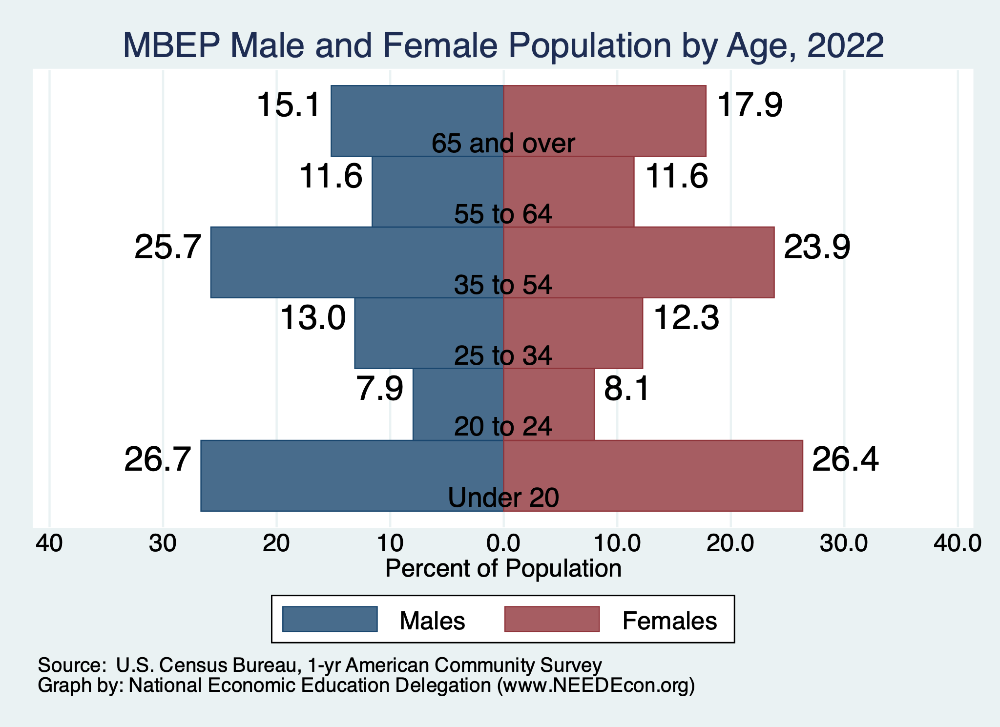 MBEP Male and Female Population by Age, 2022
15.1 17.9
65 and over
11.6 11.6
55 to 64
25.7 23.9
35 to 54
13.0 12.3
25 to 34
7.9 8.1
20 to 24
26.7 26.4
Under 20
40 30 20 10 0.0 10.0 20.0 30.0 40.0
Percent of Population
Males Females
Source:  U.S. Census Bureau, 1-yr American Community Survey
Graph by: National Economic Education Delegation (www.NEEDEcon.org)